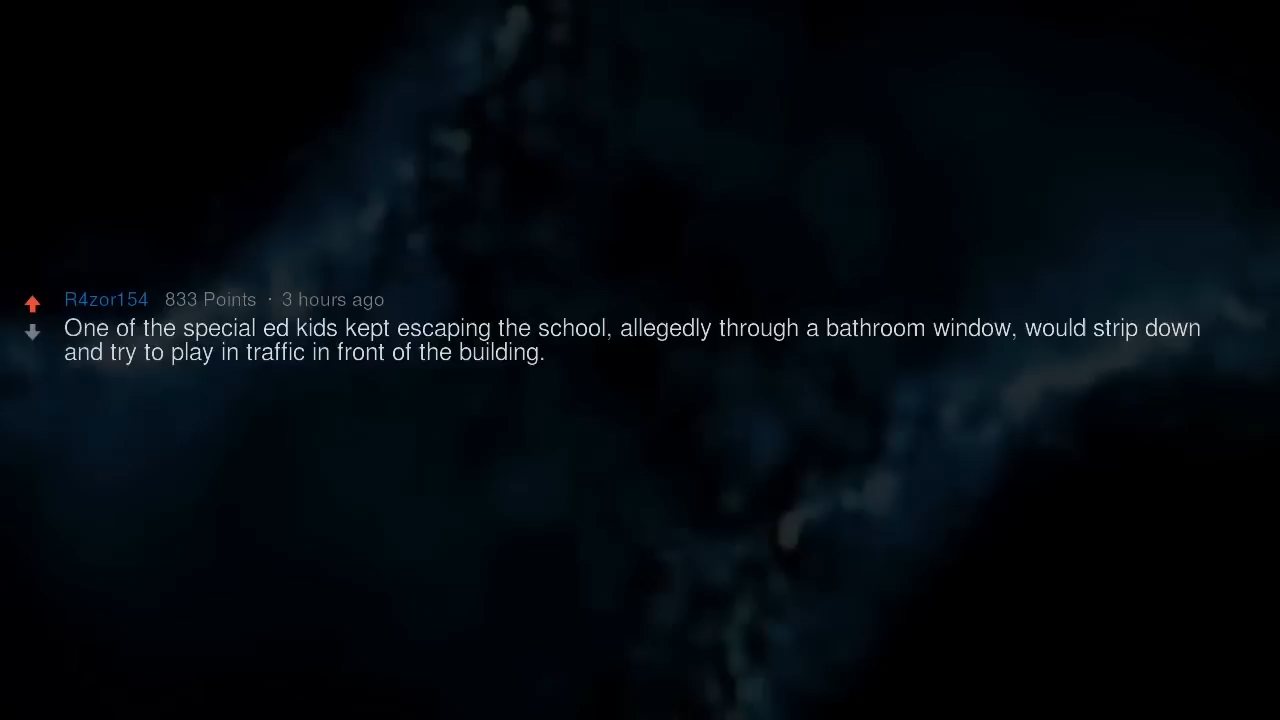 R4zor154 833 Points · 3 hours ago
One of the special ed kids kept escaping the school, allegedly through a bathroom window, would strip down
and try to play in traffic in front of the building.